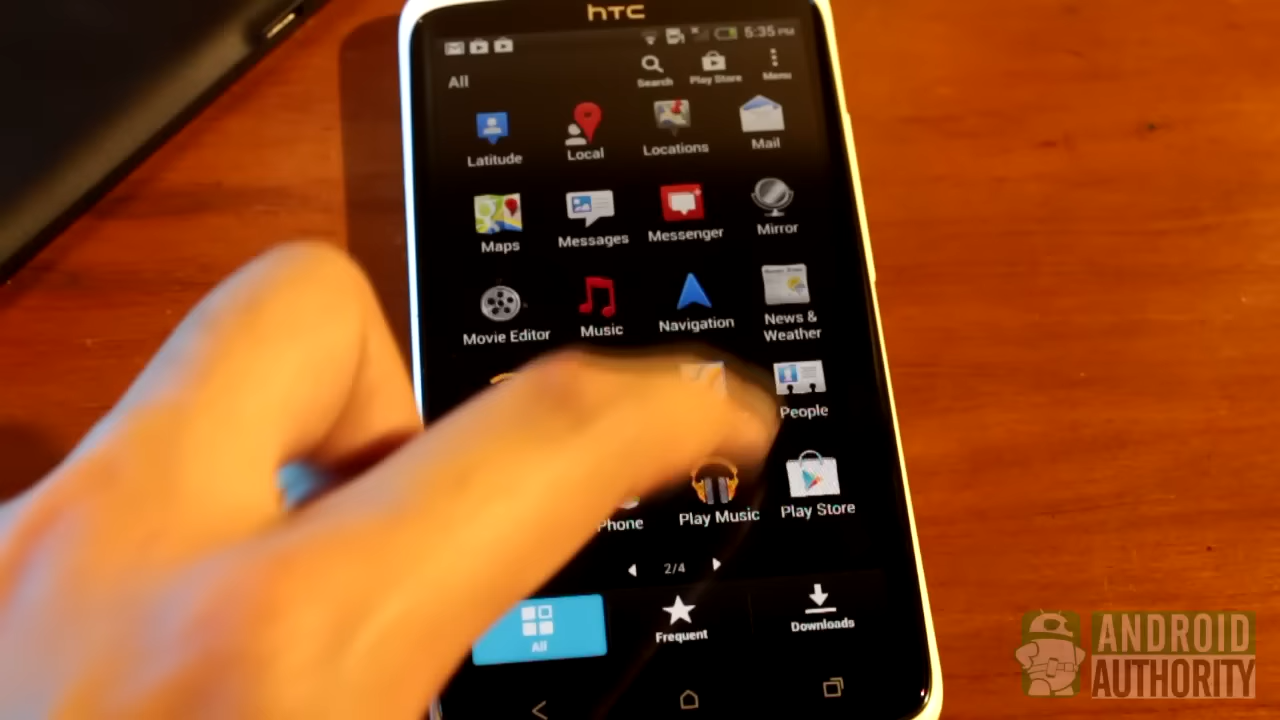 hTC
5:35 PM
All
Search
Play Store
Menu
Latitude
Local
Locations
Mail
Maps
Messages
Messenger
Mirror
Movie Editor
Music
Navigation
News &
Weather
People
Phone
Play Music
Play Store
2/4
All
Frequent
Downloads
ANDROID
AUTHORITY